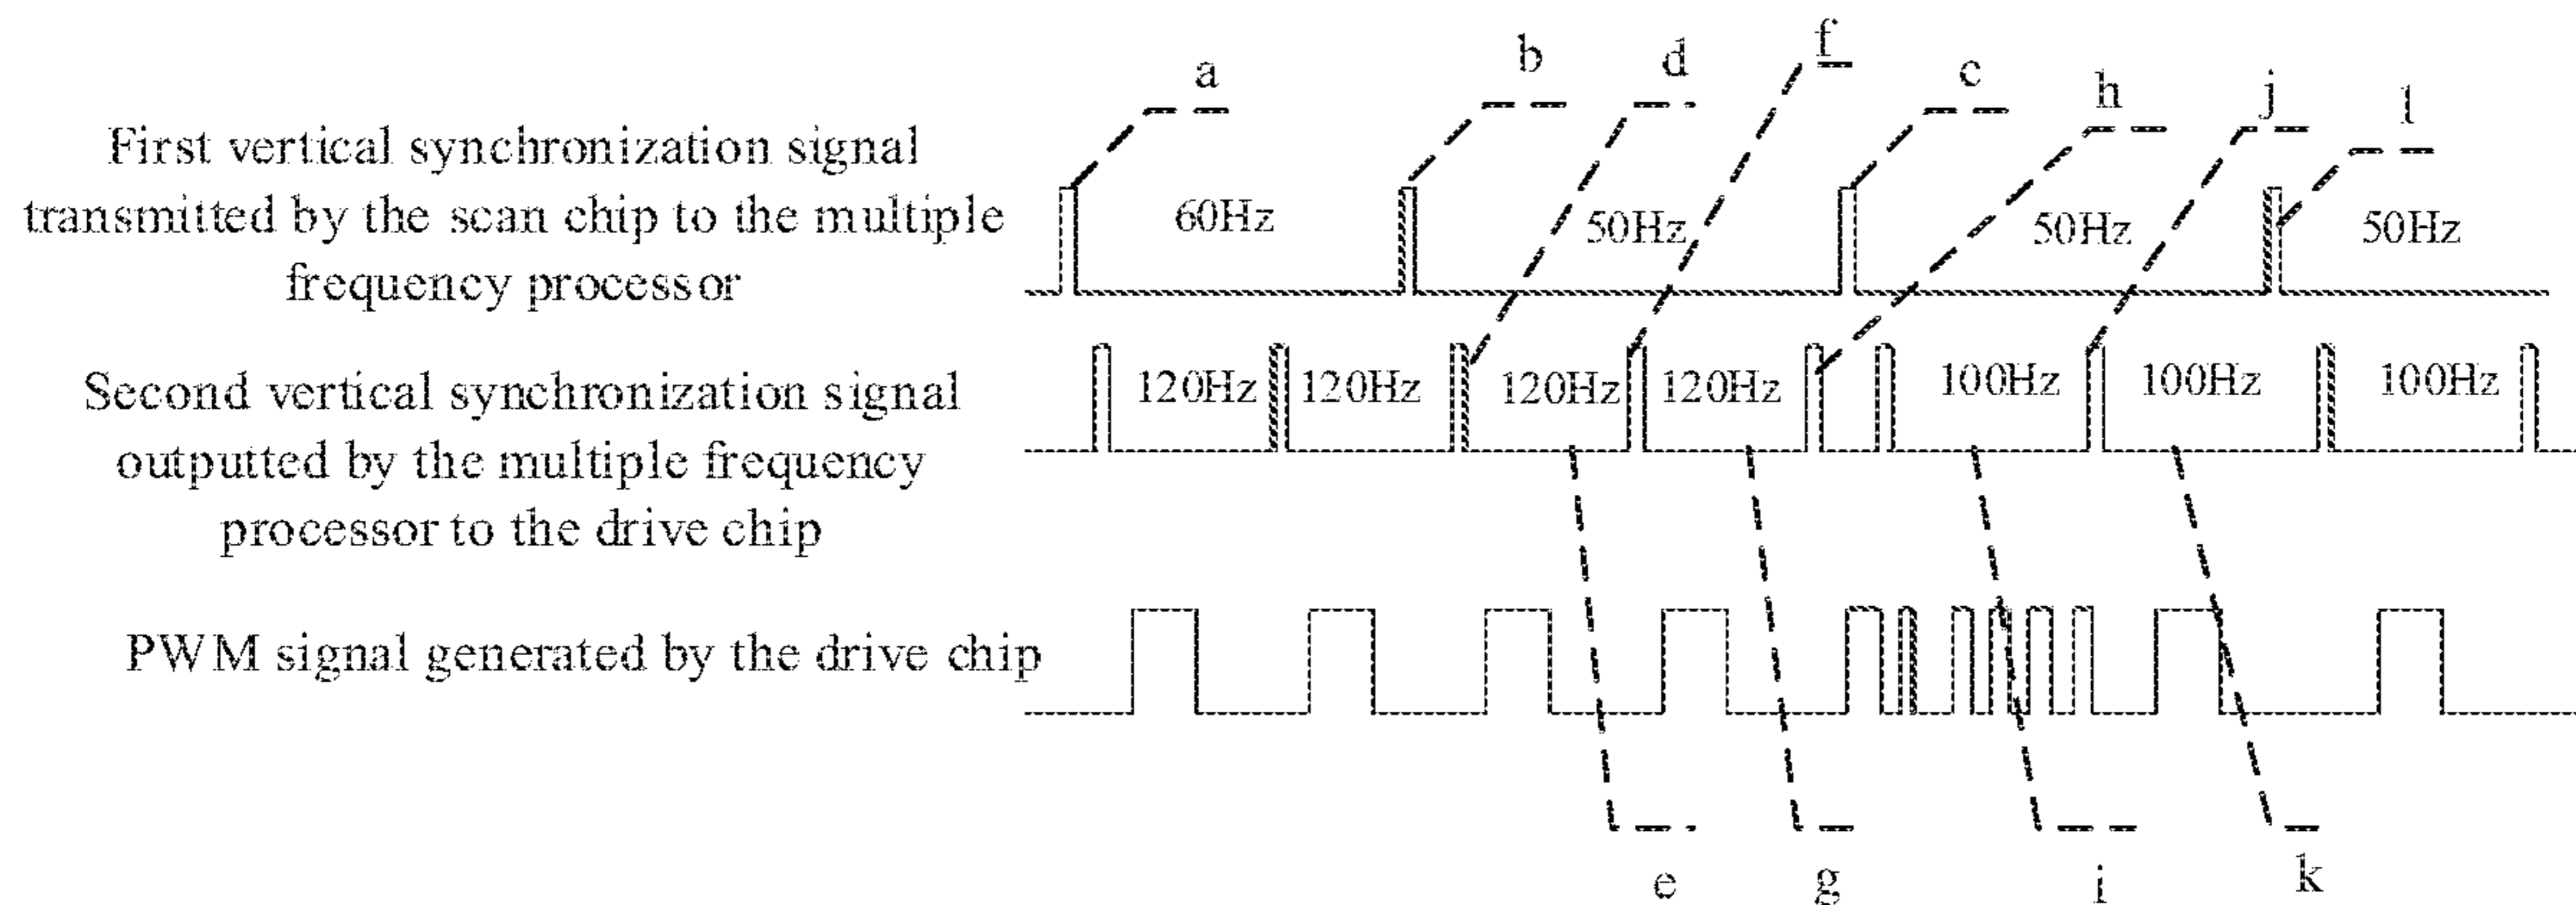 a b d f c h j l
First vertical synchronization signal
transmitted by the scan chip to the multiple
frequency processor
60Hz 50Hz 50Hz 50Hz
Second vertical synchronization signal
outputted by the multiple frequency
processor to the drive chip
120Hz 120Hz 120Hz 120Hz 100Hz 100Hz 100Hz
PWM signal generated by the drive chip
e g i k